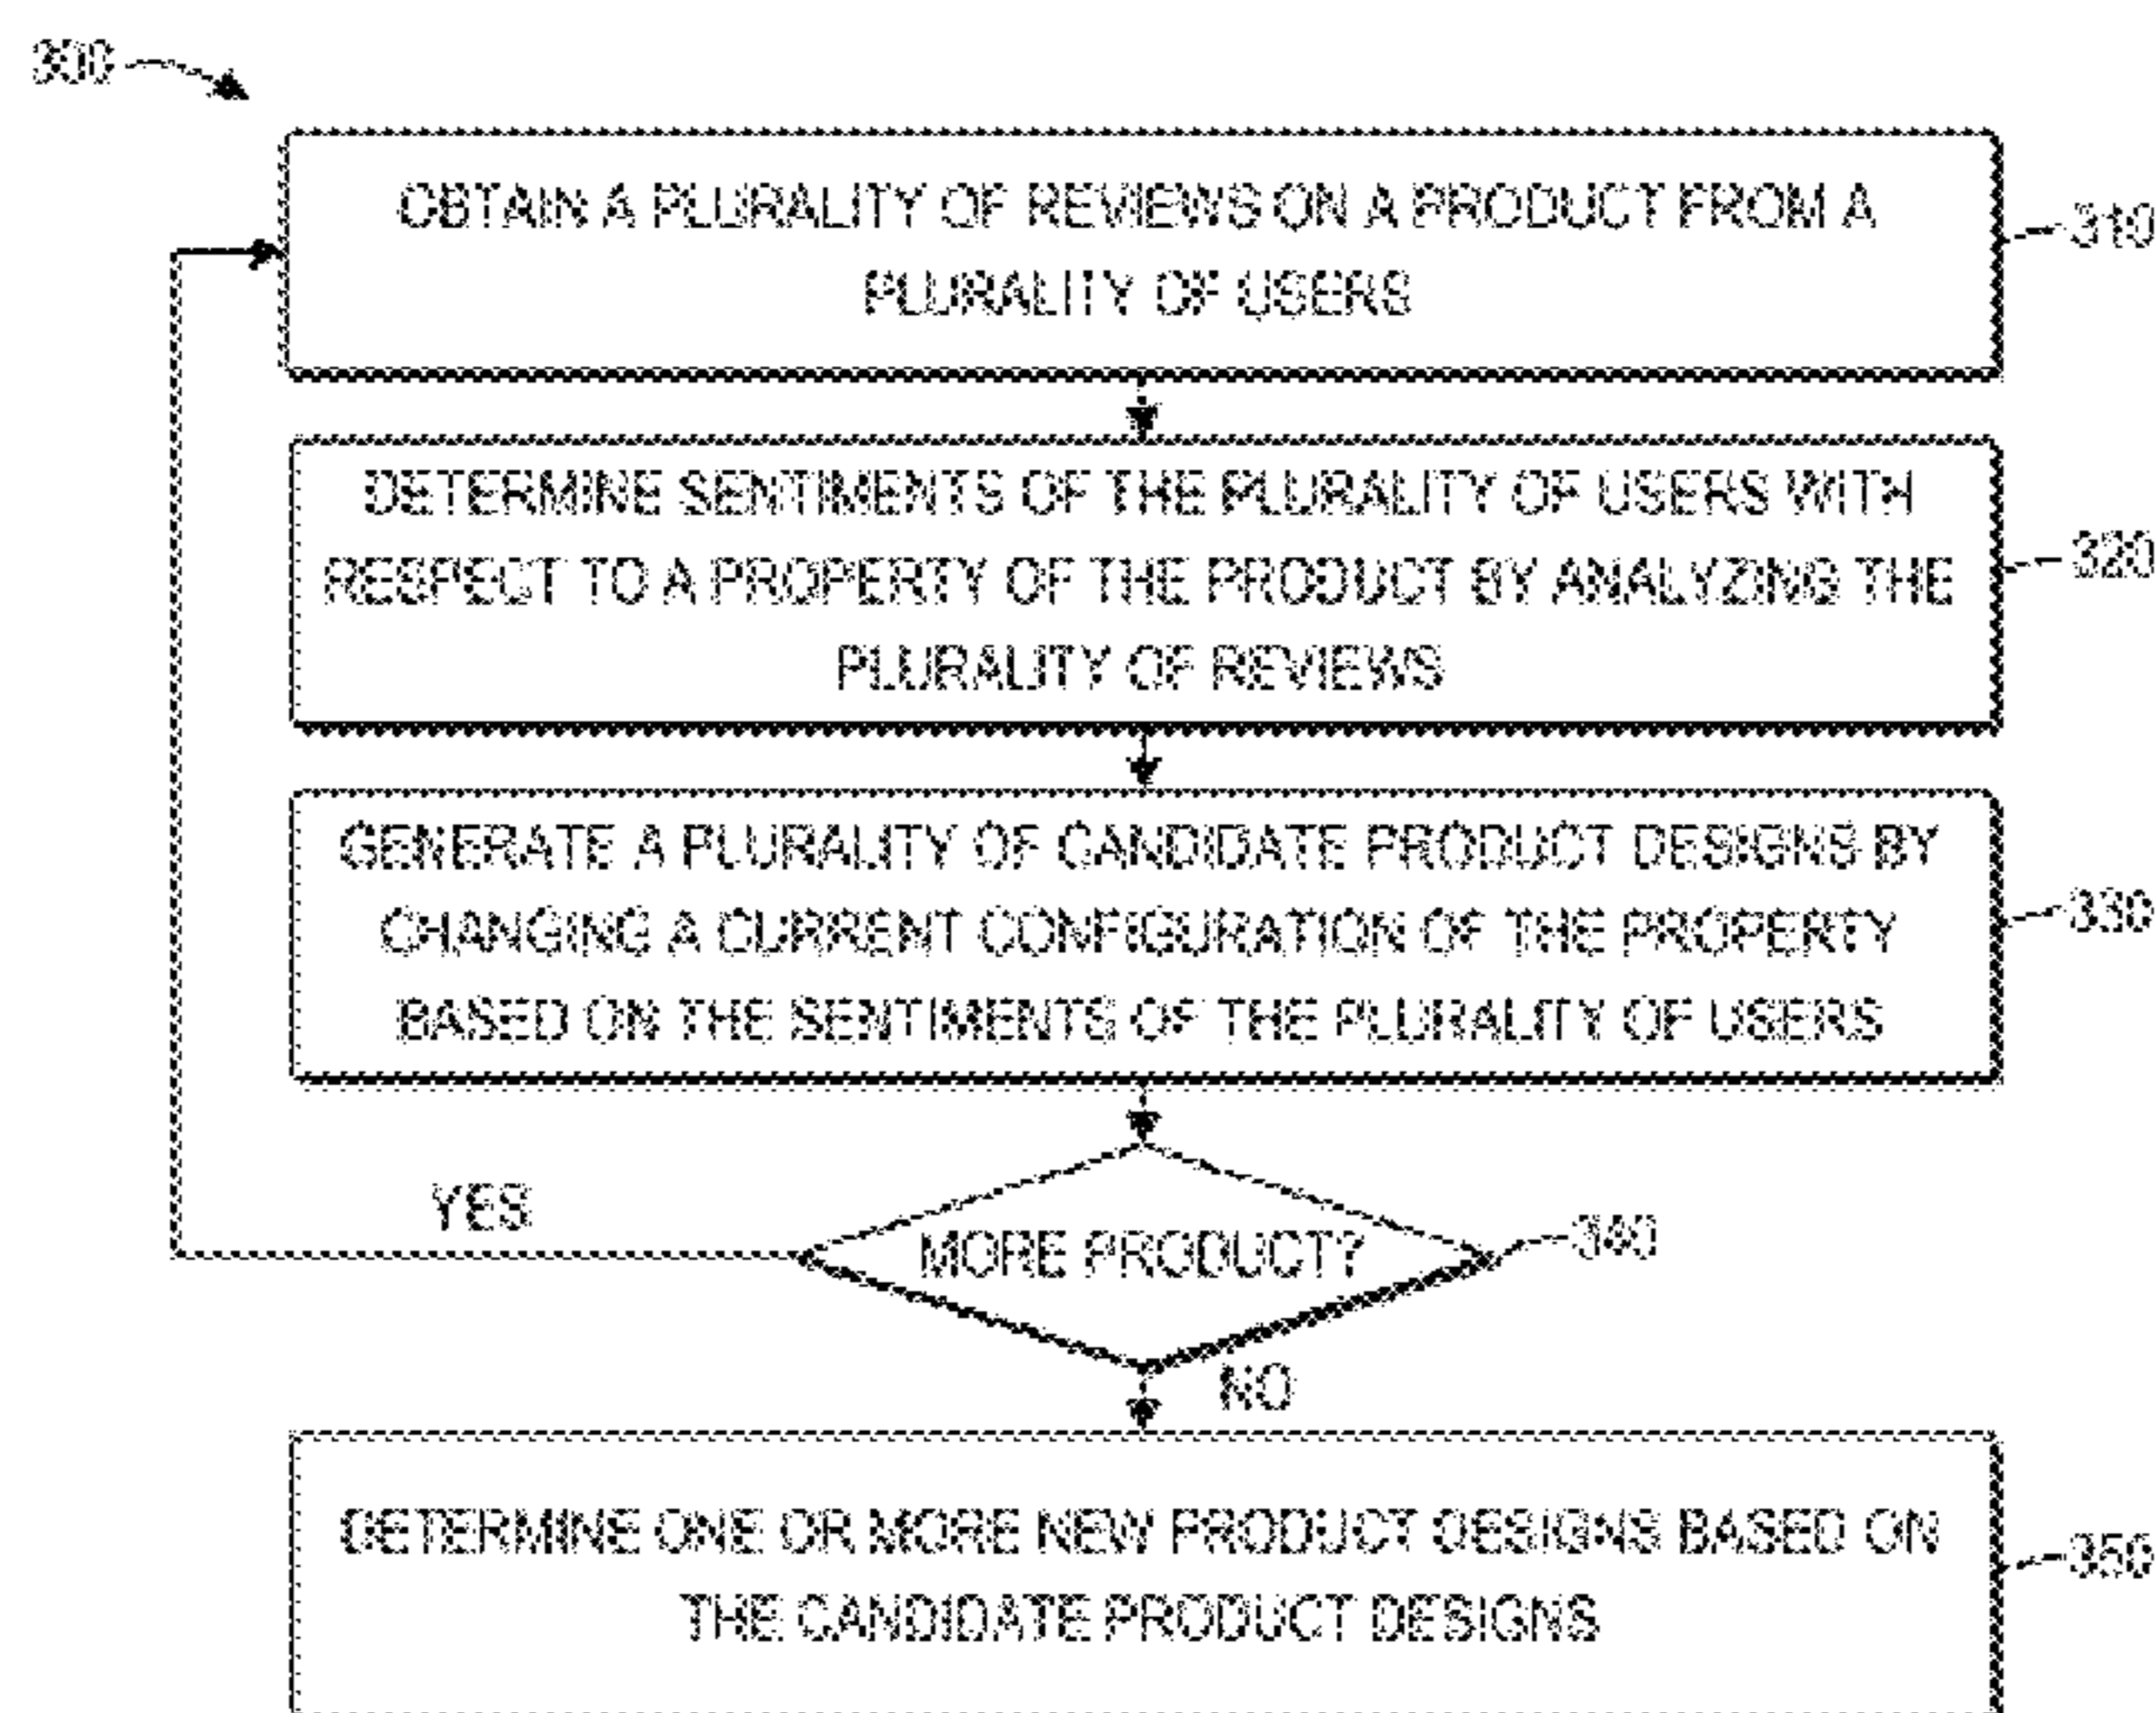 300
OBTAIN A PLURALITY OF REVIEWS ON A PRODUCT FROM A
PLURALITY OF USERS
310
DETERMINE SENTIMENTS OF THE PLURALITY OF USERS WITH
RESPECT TO A PROPERTY OF THE PRODUCT BY ANALYZING THE
PLURALITY OF REVIEWS
320
GENERATE A PLURALITY OF CANDIDATE PRODUCT DESIGNS BY
CHANGING A CURRENT CONFIGURATION OF THE PROPERTY
BASED ON THE SENTIMENTS OF THE PLURALITY OF USERS
330
YES
MORE PRODUCT?
340
NO
DETERMINE ONE OR MORE NEW PRODUCT DESIGNS BASED ON
THE CANDIDATE PRODUCT DESIGNS
350